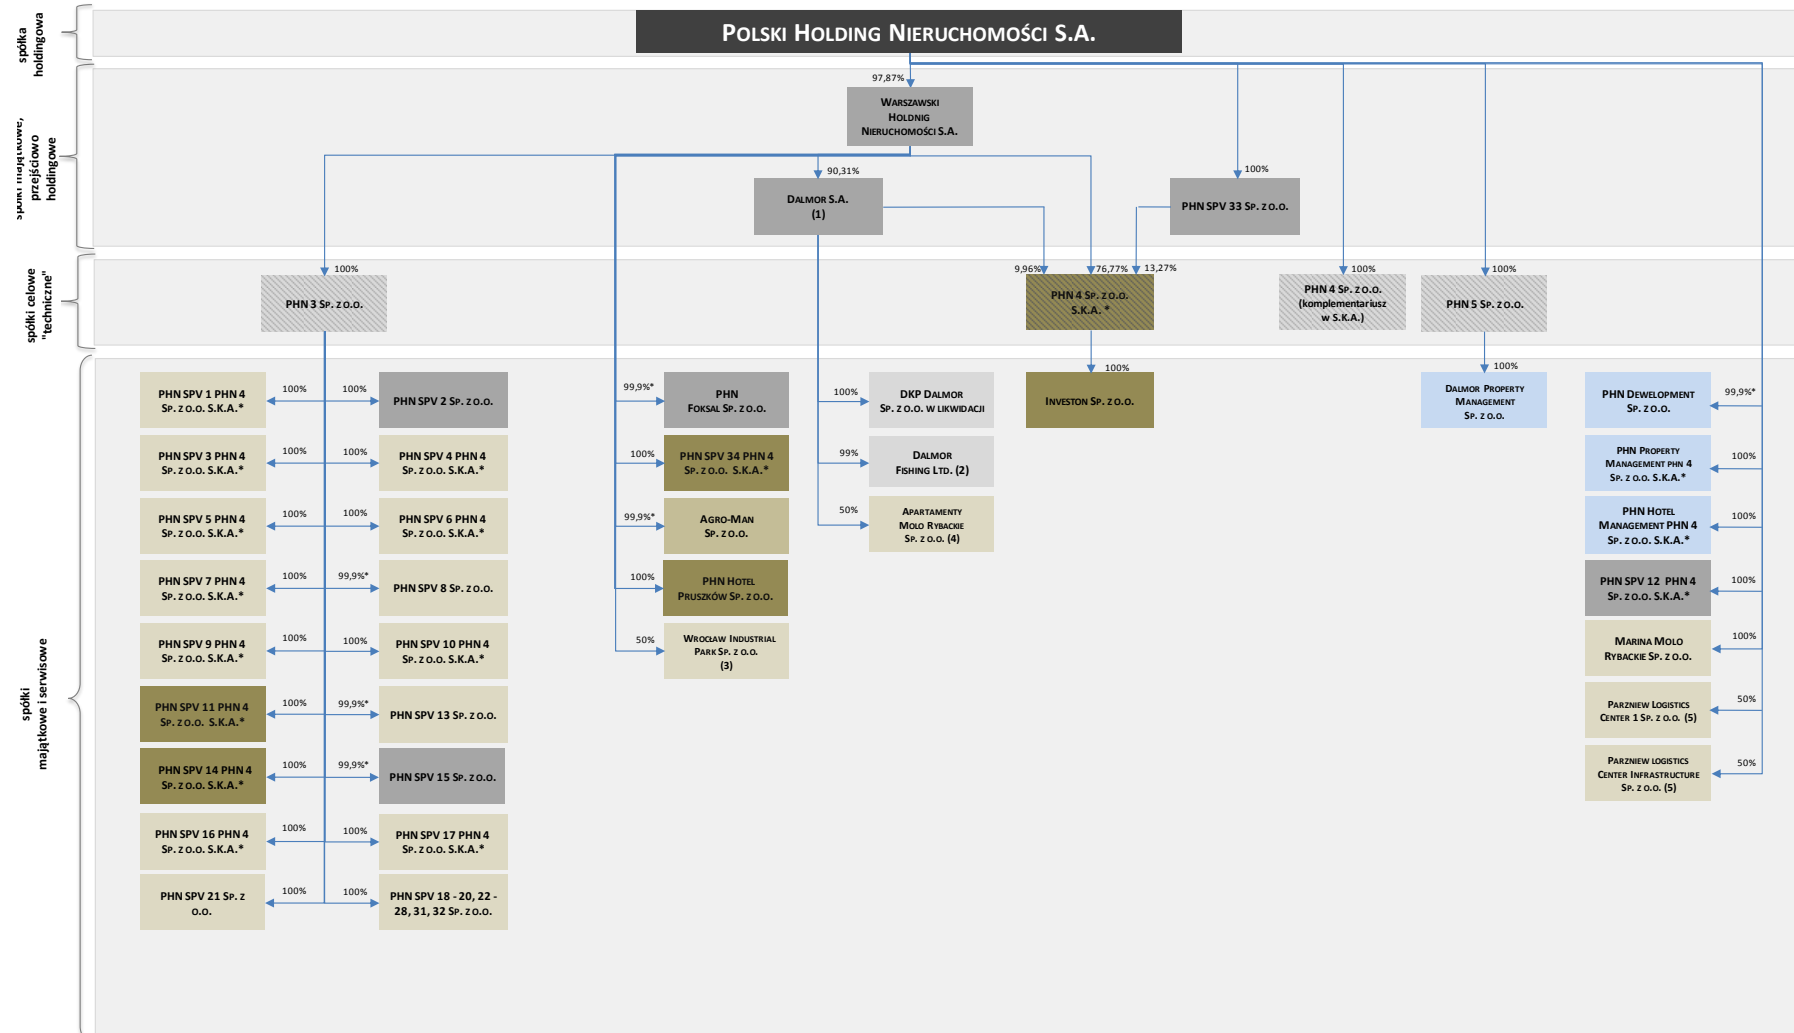 spółka
holdingowa
POLSKI HOLDING NIERUCHOMOŚCI S.A.
spółki majątkowe,
przejściowo
holdingowe
97,87%
WARSZAWSKI
HOLDNIG
NIERUCHOMOŚCI S.A.
90,31%
DALMOR S.A.
(1)
100%
PHN SPV 33 SP. Z O.O.
spółki celowe
"techniczne"
100%
PHN 3 SP. Z O.O.
9,96%
76,77%
13,27%
PHN 4 SP. Z O.O.
S.K.A. *
100%
PHN 4 SP. Z O.O.
(komplementariusz
w S.K.A.)
100%
PHN 5 SP. Z O.O.
spółki
majątkowe i serwisowe
PHN SPV 1 PHN 4
SP. Z O.O. S.K.A.*
100%
100%
PHN SPV 2 SP. Z O.O.
PHN SPV 3 PHN 4
SP. Z O.O. S.K.A.*
100%
100%
PHN SPV 4 PHN 4
SP. Z O.O. S.K.A.*
PHN SPV 5 PHN 4
SP. Z O.O. S.K.A.*
100%
100%
PHN SPV 6 PHN 4
SP. Z O.O. S.K.A.*
PHN SPV 7 PHN 4
SP. Z O.O. S.K.A.*
100%
99,9%*
PHN SPV 8 SP. Z O.O.
PHN SPV 9 PHN 4
SP. Z O.O. S.K.A.*
100%
100%
PHN SPV 10 PHN 4
SP. Z O.O. S.K.A.*
PHN SPV 11 PHN 4
SP. Z O.O. S.K.A.*
100%
99,9%*
PHN SPV 13 SP. Z O.O.
PHN SPV 14 PHN 4
SP. Z O.O. S.K.A.*
100%
99,9%*
PHN SPV 15 SP. Z O.O.
PHN SPV 16 PHN 4
SP. Z O.O. S.K.A.*
100%
100%
PHN SPV 17 PHN 4
SP. Z O.O. S.K.A.*
PHN SPV 21 SP. Z
O.O.
100%
100%
PHN SPV 18 - 20, 22 -
28, 31, 32 SP. Z O.O.
99,9%*
PHN
FOKSAL SP. Z O.O.
100%
PHN SPV 34 PHN 4
SP. Z O.O. S.K.A.*
99,9%*
AGRO-MAN
SP. Z O.O.
100%
PHN HOTEL
PRUSZKÓW SP. Z O.O.
50%
WROCŁAW INDUSTRIAL
PARK SP. Z O.O.
(3)
100%
DKP DALMOR
SP. Z O.O. W LIKWIDACJI
99%
DALMOR
FISHING LTD. (2)
50%
APARTAMENTY
MOLO RYBACKIE
SP. Z O.O. (4)
100%
INVESTON SP. Z O.O.
100%
DALMOR PROPERTY
MANAGEMENT
SP. Z O.O.
PHN DEWELOPMENT
SP. Z O.O.
99,9%*
PHN PROPERTY
MANAGEMENT PHN 4
SP. Z O.O. S.K.A.*
100%
PHN HOTEL
MANAGEMENT PHN 4
SP. Z O.O. S.K.A.*
100%
PHN SPV 12 PHN 4
SP. Z O.O. S.K.A.*
100%
MARINA MOLO
RYBACKIE SP. Z O.O.
100%
PARZNIEW LOGISTICS
CENTER 1 SP. Z O.O. (5)
50%
PARZNIEW LOGISTICS
CENTER INFRASTRUCTURE
SP. Z O.O. (5)
50%